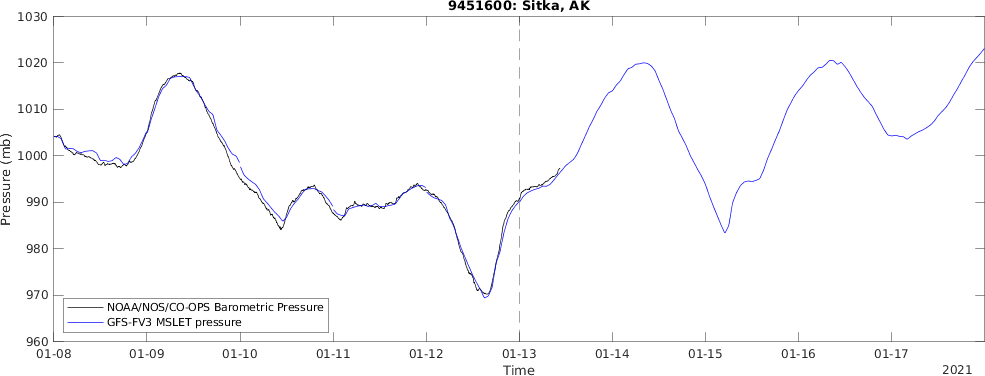 9451600: Sitka, AK
1030
1020
1010
1000
990
980
970
960
Pressure (mb)
NOAA/NOS/CO-OPS Barometric Pressure
GFS-FV3 MSLET pressure
01-08 01-09 01-10 01-11 01-12 01-13 01-14 01-15 01-16 01-17
Time
2021